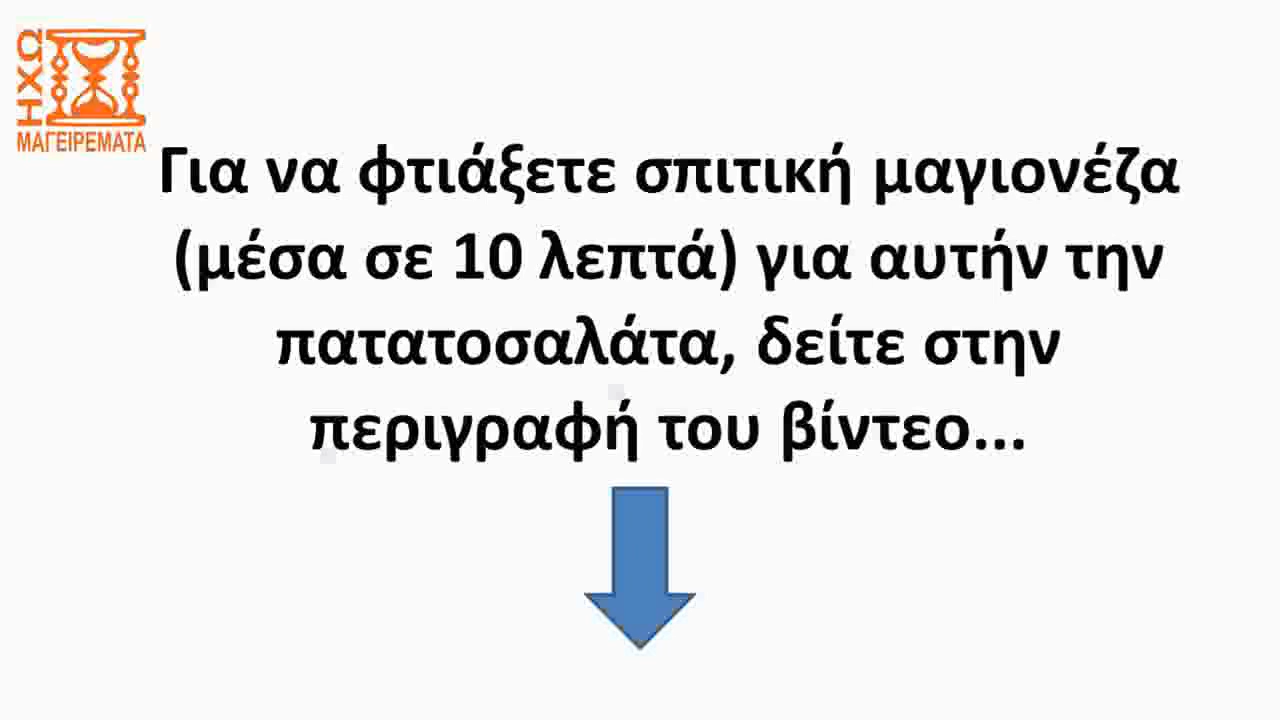 ΗΧΩ
ΜΑΓΕΙΡΕΜΑΤΑ
Για να φτιάξετε σπιτική μαγιονέζα
(μέσα σε 10 λεπτά) για αυτήν την
πατατοσαλάτα, δείτε στην
περιγραφή του βίντεο...